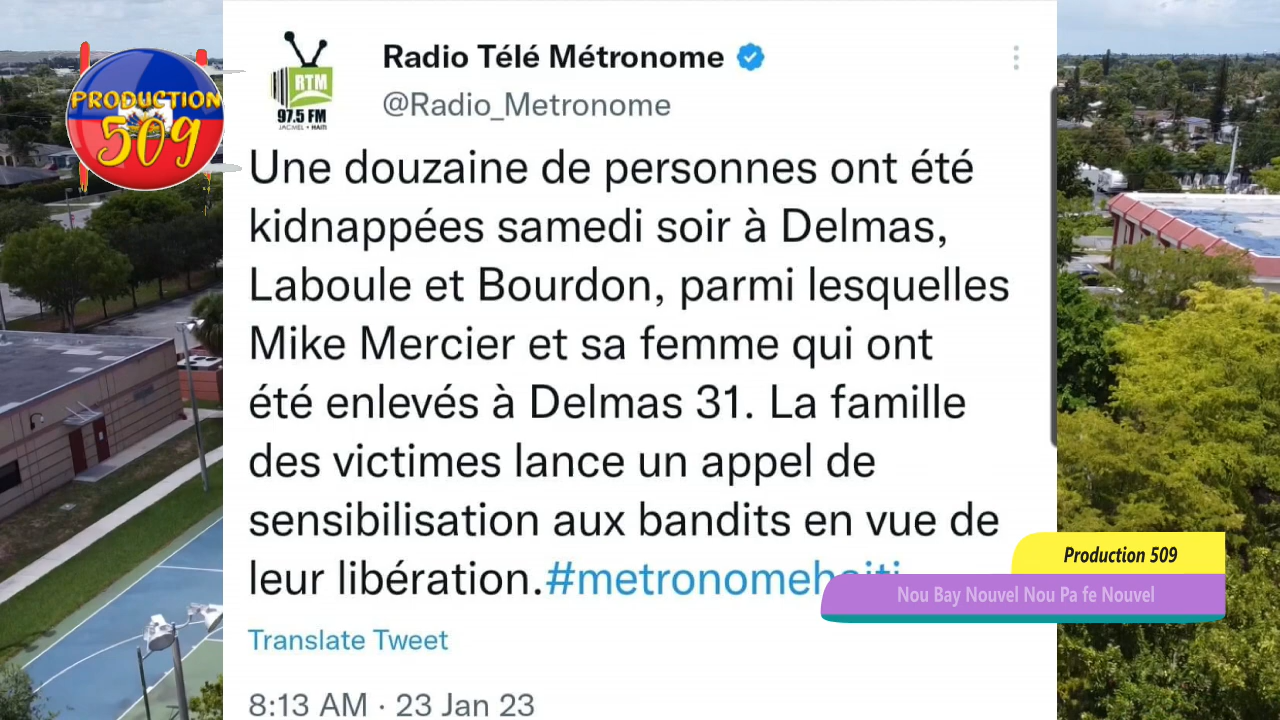 PRODUCTION
509
RTM
97.5 FM
JACMEL • HAITI
Radio Télé Métronome
@Radio_Metronome
Une douzaine de personnes ont été
kidnappées samedi soir à Delmas,
Laboule et Bourdon, parmi lesquelles
Mike Mercier et sa femme qui ont
été enlevés à Delmas 31. La famille
des victimes lance un appel de
sensibilisation aux bandits en vue de
leur libération.#metronomehaiti
Production 509
Nou Bay Nouvel Nou Pa fe Nouvel
Translate Tweet
8:13 AM · 23 Jan 23